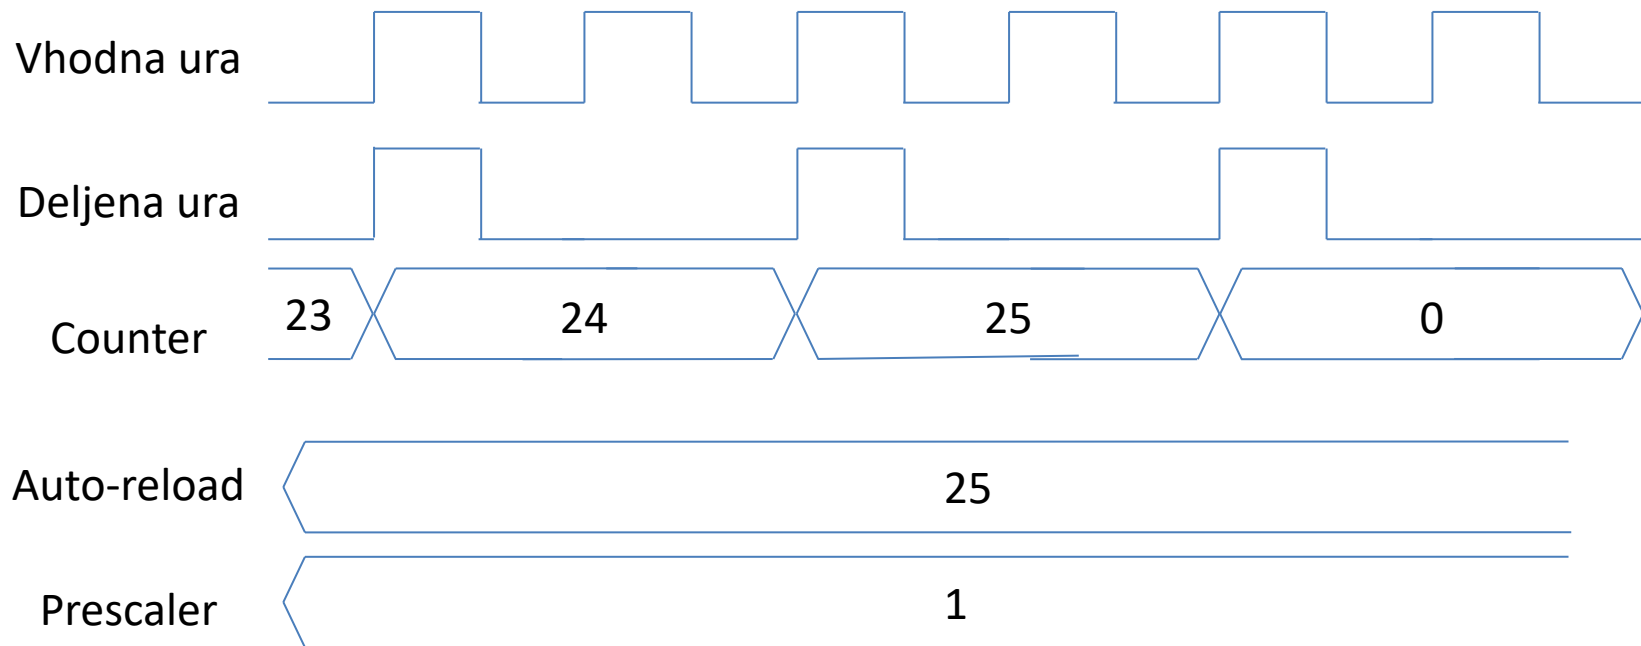 Vhodna ura
Deljena ura
Counter 23 24 25 0
Auto-reload 25
Prescaler 1